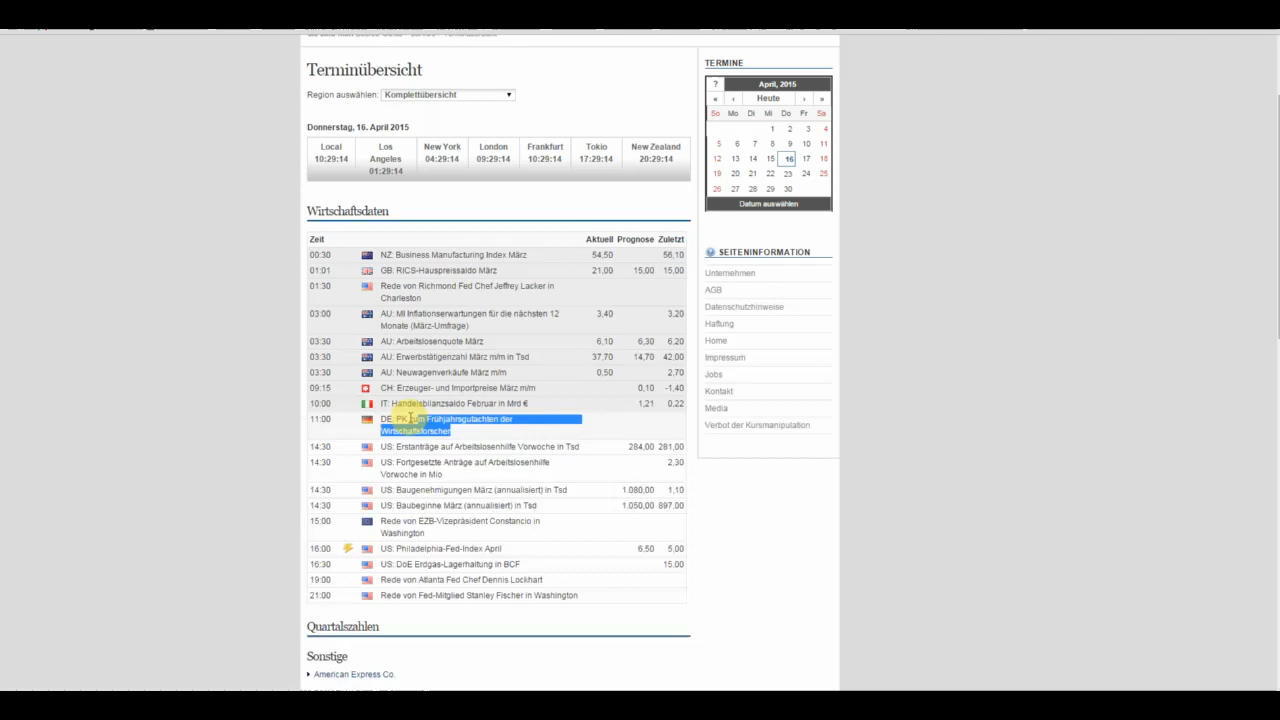 Terminübersicht
Region auswählen: Komplettübersicht
Donnerstag, 16. April 2015
Local Los Angeles New York London Frankfurt Tokio New Zealand
10:29:14 01:29:14 04:29:14 09:29:14 10:29:14 17:29:14 20:29:14
Wirtschaftsdaten
Zeit Aktuell Prognose Zuletzt
00:30 NZ: Business Manufacturing Index März 54,50 56,10
01:01 GB: RICS-Hauspreissaldo März 21,00 15,00 15,00
01:30 Rede von Richmond Fed Chef Jeffrey Lacker in
Charleston
03:00 AU: MI Inflationserwartungen für die nächsten 12 3,40 3,20
Monate (März-Umfrage)
03:30 AU: Arbeitslosenquote März 6,10 6,30 6,20
03:30 AU: Erwerbstätigenzahl März m/m in Tsd 37,70 14,70 42,00
03:30 AU: Neuwagenverkäufe März m/m 0,50 2,70
09:15 CH: Erzeuger- und Importpreise März m/m 0,10 -1,40
10:00 IT: Handelsbilanzsaldo Februar in Mrd € 1,21 0,22
11:00 DE: PK zum Frühjahrsgutachten der
Wirtschaftsforscher
14:30 US: Erstanträge auf Arbeitslosenhilfe Vorwoche in Tsd 284,00 281,00
14:30 US: Fortgesetzte Anträge auf Arbeitslosenhilfe 2,30
Vorwoche in Mio
14:30 US: Baugenehmigungen März (annualisiert) in Tsd 1.080,00 1,10
14:30 US: Baubeginne März (annualisiert) in Tsd 1.050,00 897,00
15:00 Rede von EZB-Vizepräsident Constancio in
Washington
16:00 US: Philadelphia-Fed-Index April 6,50 5,00
16:30 US: DoE Erdgas-Lagerhaltung in BCF 15,00
19:00 Rede von Atlanta Fed Chef Dennis Lockhart
21:00 Rede von Fed-Mitglied Stanley Fischer in Washington
Quartalszahlen
Sonstige
American Express Co.
TERMINE
? April, 2015
« ‹ Heute › »
So Mo Di Mi Do Fr Sa
1 2 3 4
5 6 7 8 9 10 11
12 13 14 15 16 17 18
19 20 21 22 23 24 25
26 27 28 29 30
Datum auswählen
SEITENINFORMATION
Unternehmen
AGB
Datenschutzhinweise
Haftung
Home
Impressum
Jobs
Kontakt
Media
Verbot der Kursmanipulation